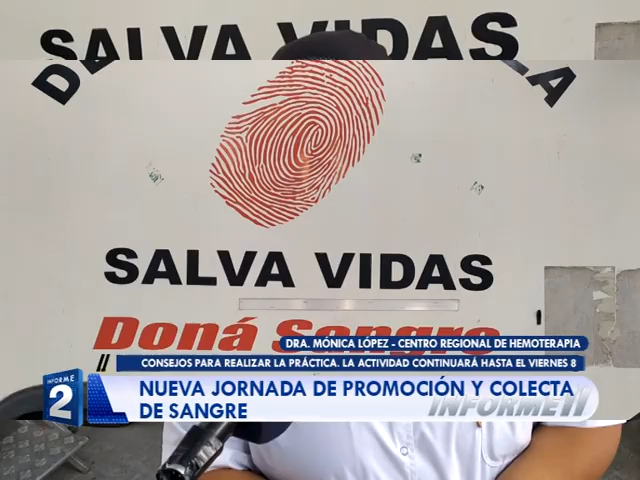 SALVA VIDAS
SALVA VIDAS
Doná Sangre
DRA. MÓNICA LÓPEZ - CENTRO REGIONAL DE HEMOTERAPIA
CONSEJOS PARA REALIZAR LA PRÁCTICA. LA ACTIVIDAD CONTINUARÁ HASTA EL VIERNES 8
INFORME
2
NUEVA JORNADA DE PROMOCIÓN Y COLECTA
DE SANGRE
INFORME 11